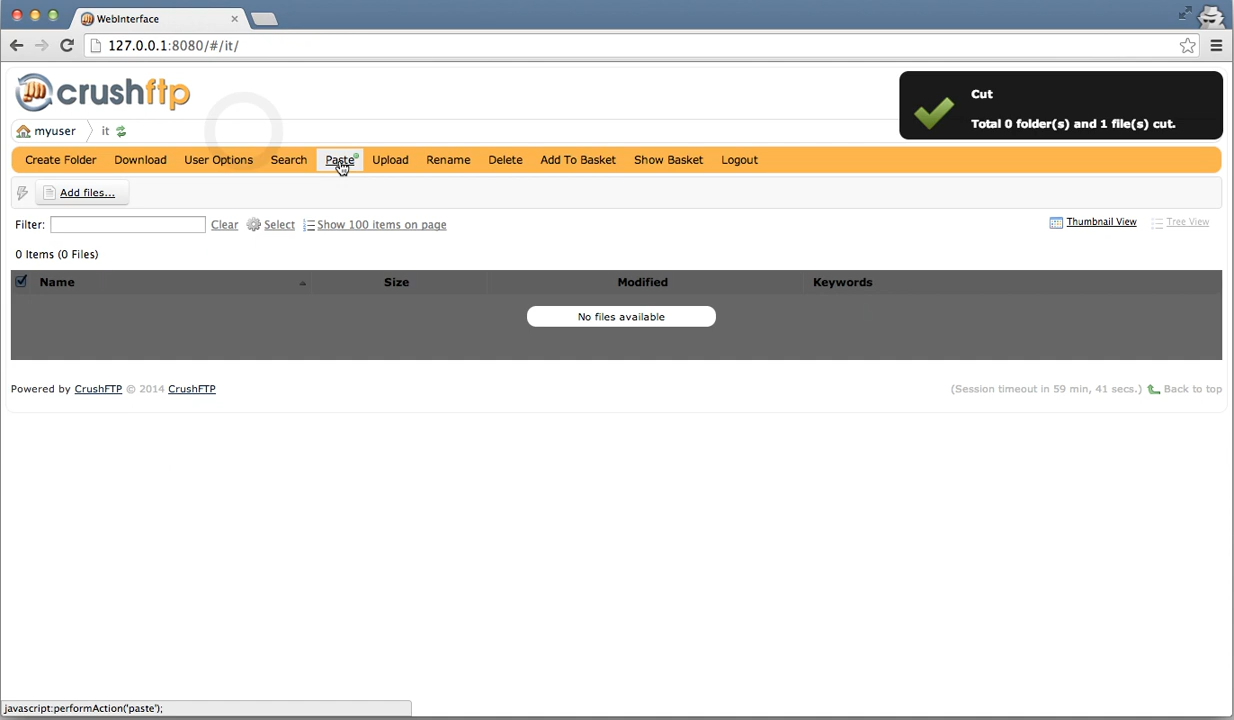 WebInterface
127.0.0.1:8080/#/it/
crushftp
Cut
Total 0 folder(s) and 1 file(s) cut.
myuser it
Create Folder Download User Options Search Paste Upload Rename Delete Add To Basket Show Basket Logout
Add files...
Filter: Clear Select Show 100 items on page Thumbnail View Tree View
0 Items (0 Files)
Name Size Modified Keywords
No files available
Powered by CrushFTP © 2014 CrushFTP (Session timeout in 59 min, 41 secs.) Back to top
javascript:performAction('paste');